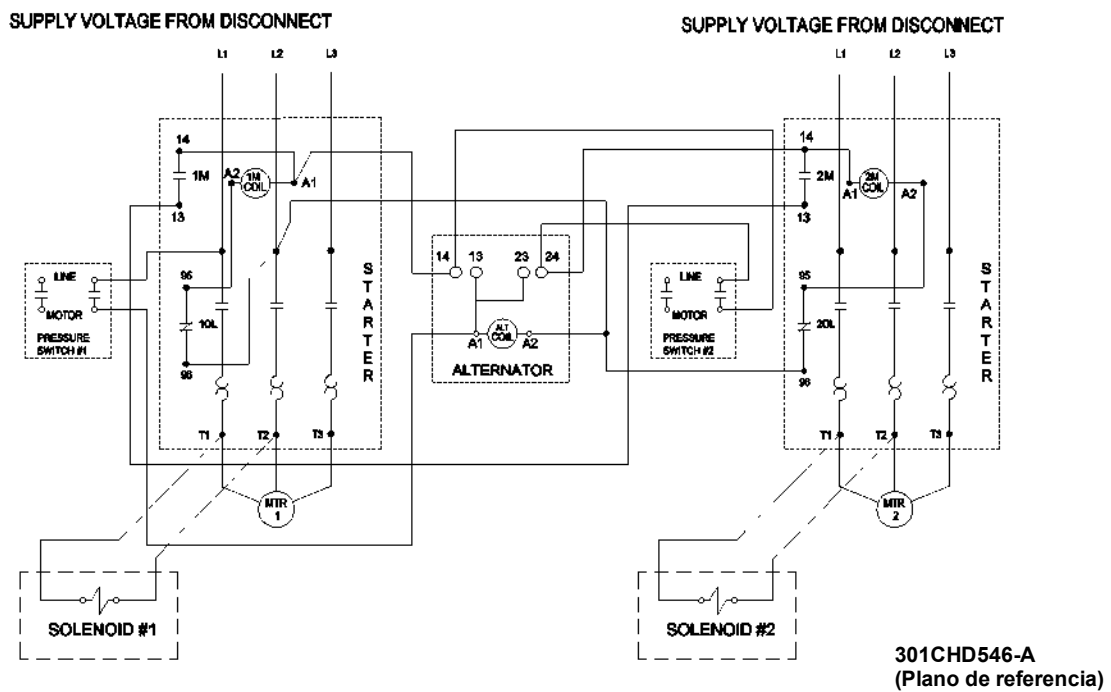 SUPPLY VOLTAGE FROM DISCONNECT
SUPPLY VOLTAGE FROM DISCONNECT
L1
L2
L3
L1
L2
L3
14
1M
13
A2
1M
COIL
A1
14
2M
13
A1
2M
COIL
A2
LINE
MOTOR
PRESSURE
SWITCH #1
95
1OL
96
STARTER
14
13
23
24
A1
ALT
COIL
A2
ALTERNATOR
LINE
MOTOR
PRESSURE
SWITCH #2
95
2OL
96
STARTER
T1
T2
T3
T1
T2
T3
MTR
1
MTR
2
SOLENOID #1
SOLENOID #2
301CHD546-A
(Plano de referencia)